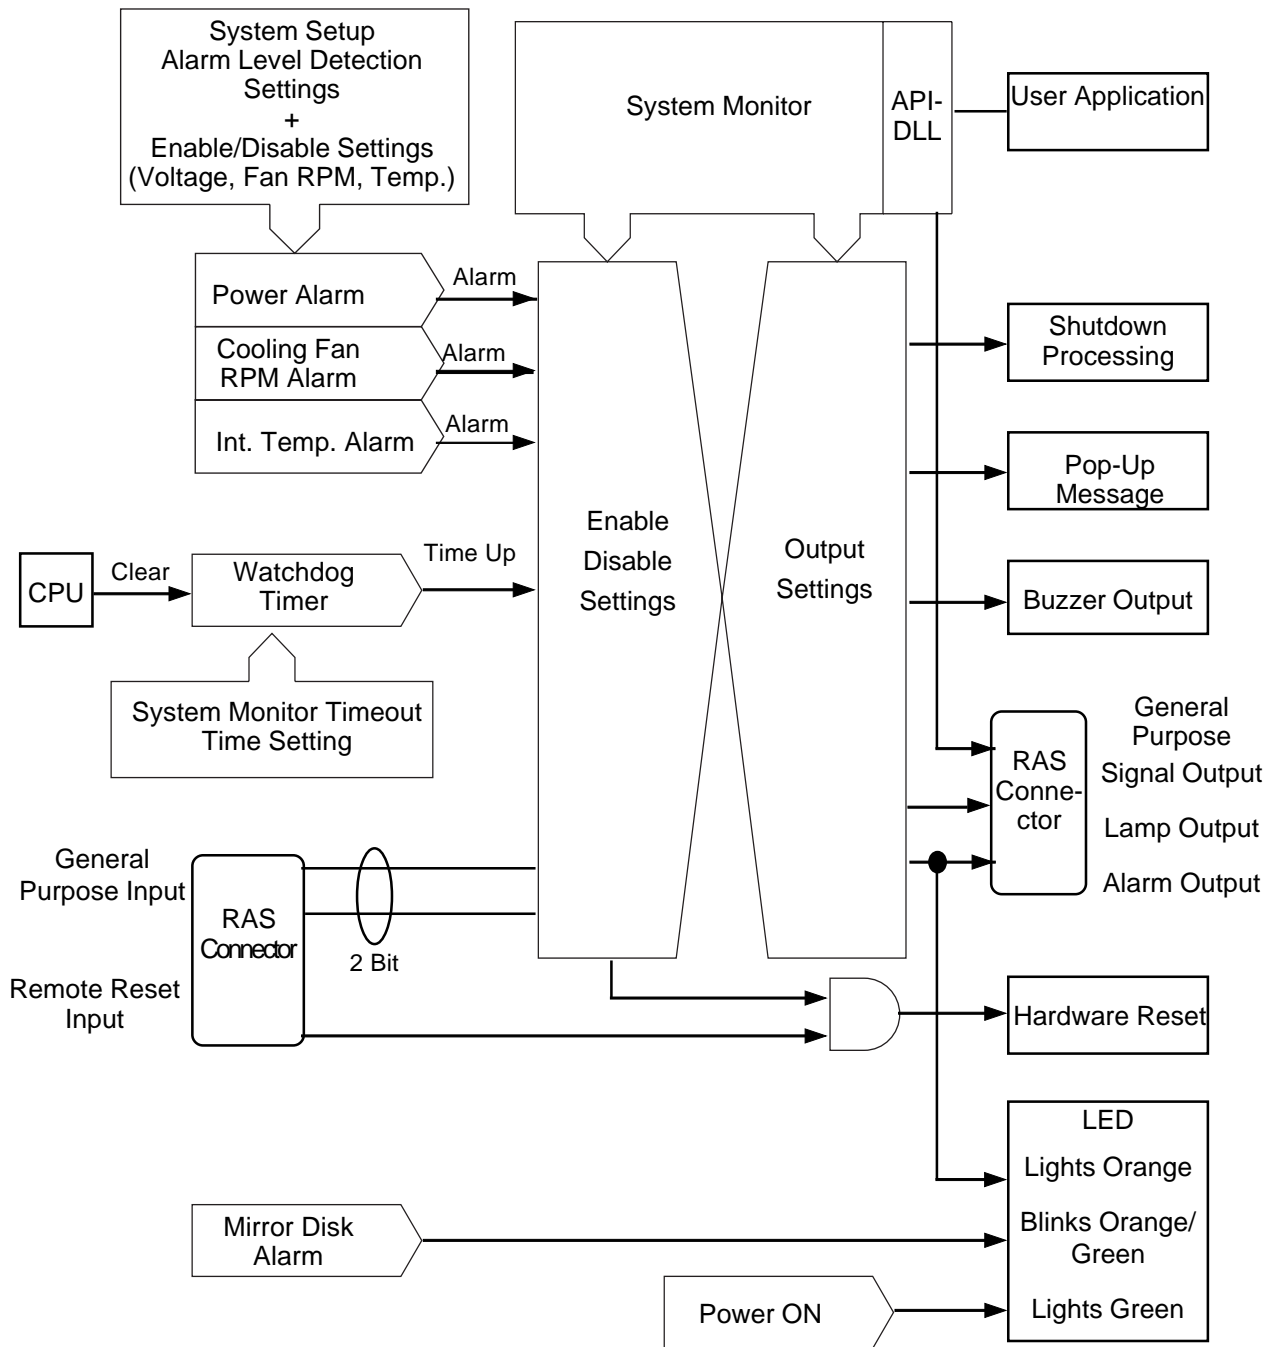 System Setup
Alarm Level Detection
Settings
+
Enable/Disable Settings
(Voltage, Fan RPM, Temp.)
System Monitor
API-
DLL
User Application
Power Alarm
Alarm
Cooling Fan
RPM Alarm
Alarm
Int. Temp. Alarm
Alarm
Shutdown
Processing
Pop-Up
Message
Enable
Disable
Settings
Output
Settings
CPU
Clear
Watchdog
Timer
Time Up
Buzzer Output
System Monitor Timeout
Time Setting
RAS
Conne-
ctor
General
Purpose
Signal Output
Lamp Output
Alarm Output
General
Purpose Input
RAS
Connector
2 Bit
Remote Reset
Input
Hardware Reset
LED
Lights Orange
Blinks Orange/
Green
Lights Green
Mirror Disk
Alarm
Power ON